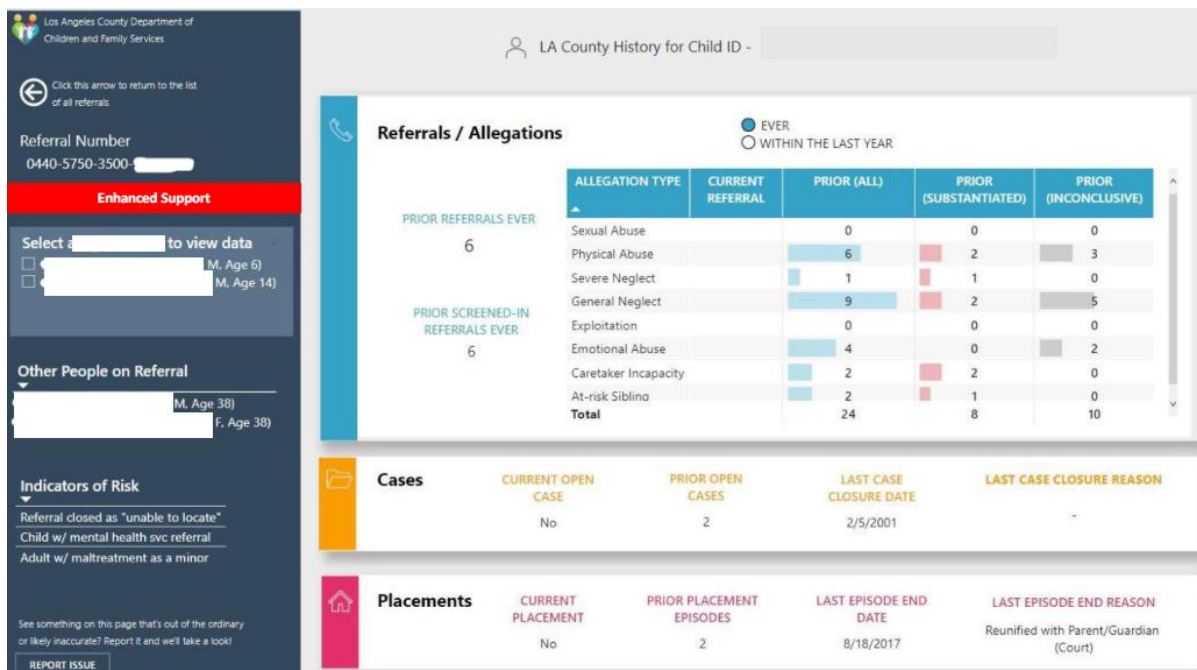 Los Angeles County Department of
Children and Family Services
Click this arrow to return to the list
of all referrals
Referral Number
0440-5750-3500-
Enhanced Support
Select to view data
M, Age 6)
M, Age 14)
Other People on Referral
M, Age 38)
F, Age 38)
Indicators of Risk
Referral closed as "unable to locate"
Child w/ mental health svc referral
Adult w/ maltreatment as a minor
See something on this page that's out of the ordinary
or likely inaccurate? Report it and we'll take a look!
REPORT ISSUE
LA County History for Child ID -
Referrals / Allegations
EVER
WITHIN THE LAST YEAR
PRIOR REFERRALS EVER
6
PRIOR SCREENED-IN
REFERRALS EVER
6
ALLEGATION TYPE CURRENT REFERRAL PRIOR (ALL) PRIOR (SUBSTANTIATED) PRIOR (INCONCLUSIVE)
Sexual Abuse 0 0 0
Physical Abuse 6 2 3
Severe Neglect 1 1 0
General Neglect 9 2 5
Exploitation 0 0 0
Emotional Abuse 4 0 2
Caretaker Incapacity 2 2 0
At-risk Sibling 2 1 0
Total 24 8 10
Cases
CURRENT OPEN CASE PRIOR OPEN CASES LAST CASE CLOSURE DATE LAST CASE CLOSURE REASON
No 2 2/5/2001 -
Placements
CURRENT PLACEMENT PRIOR PLACEMENT EPISODES LAST EPISODE END DATE LAST EPISODE END REASON
No 2 8/18/2017 Reunified with Parent/Guardian
(Court)